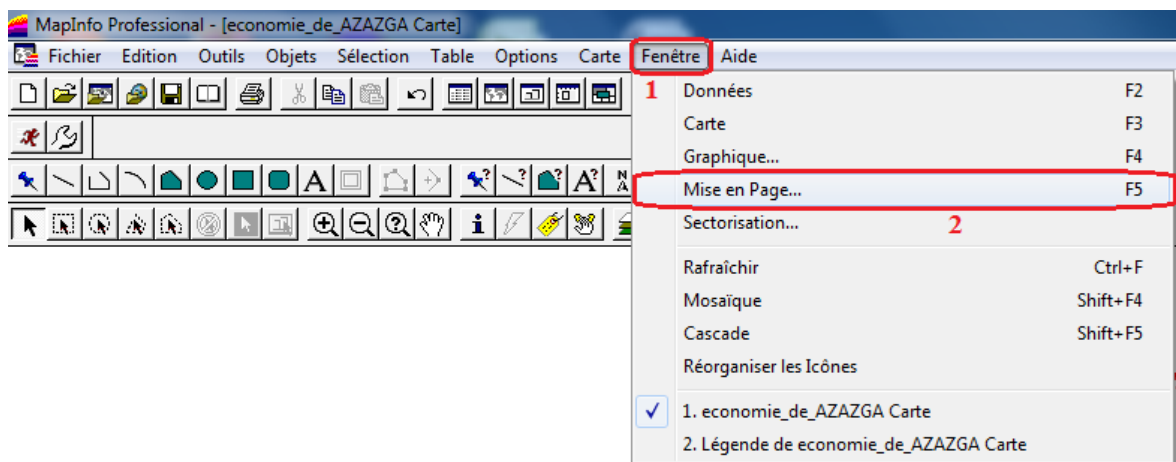 MapInfo Professional - [economie_de_AZAZGA Carte]
Fichier Edition Outils Objets Sélection Table Options Carte Fenêtre Aide
1 Données F2
Carte F3
Graphique... F4
Mise en Page... F5
Sectorisation... 2
Rafraîchir Ctrl+F
Mosaïque Shift+F4
Cascade Shift+F5
Réorganiser les Icônes
✓ 1. economie_de_AZAZGA Carte
2. Légende de economie_de_AZAZGA Carte